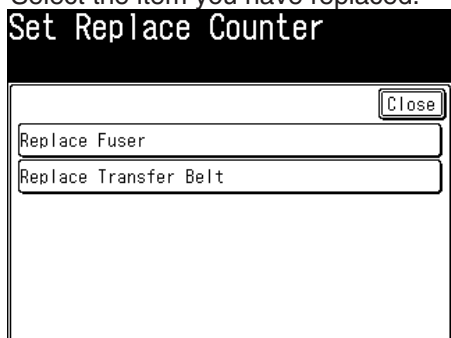 Select the item you have replaced.
Set Replace Counter
Close
Replace Fuser
Replace Transfer Belt